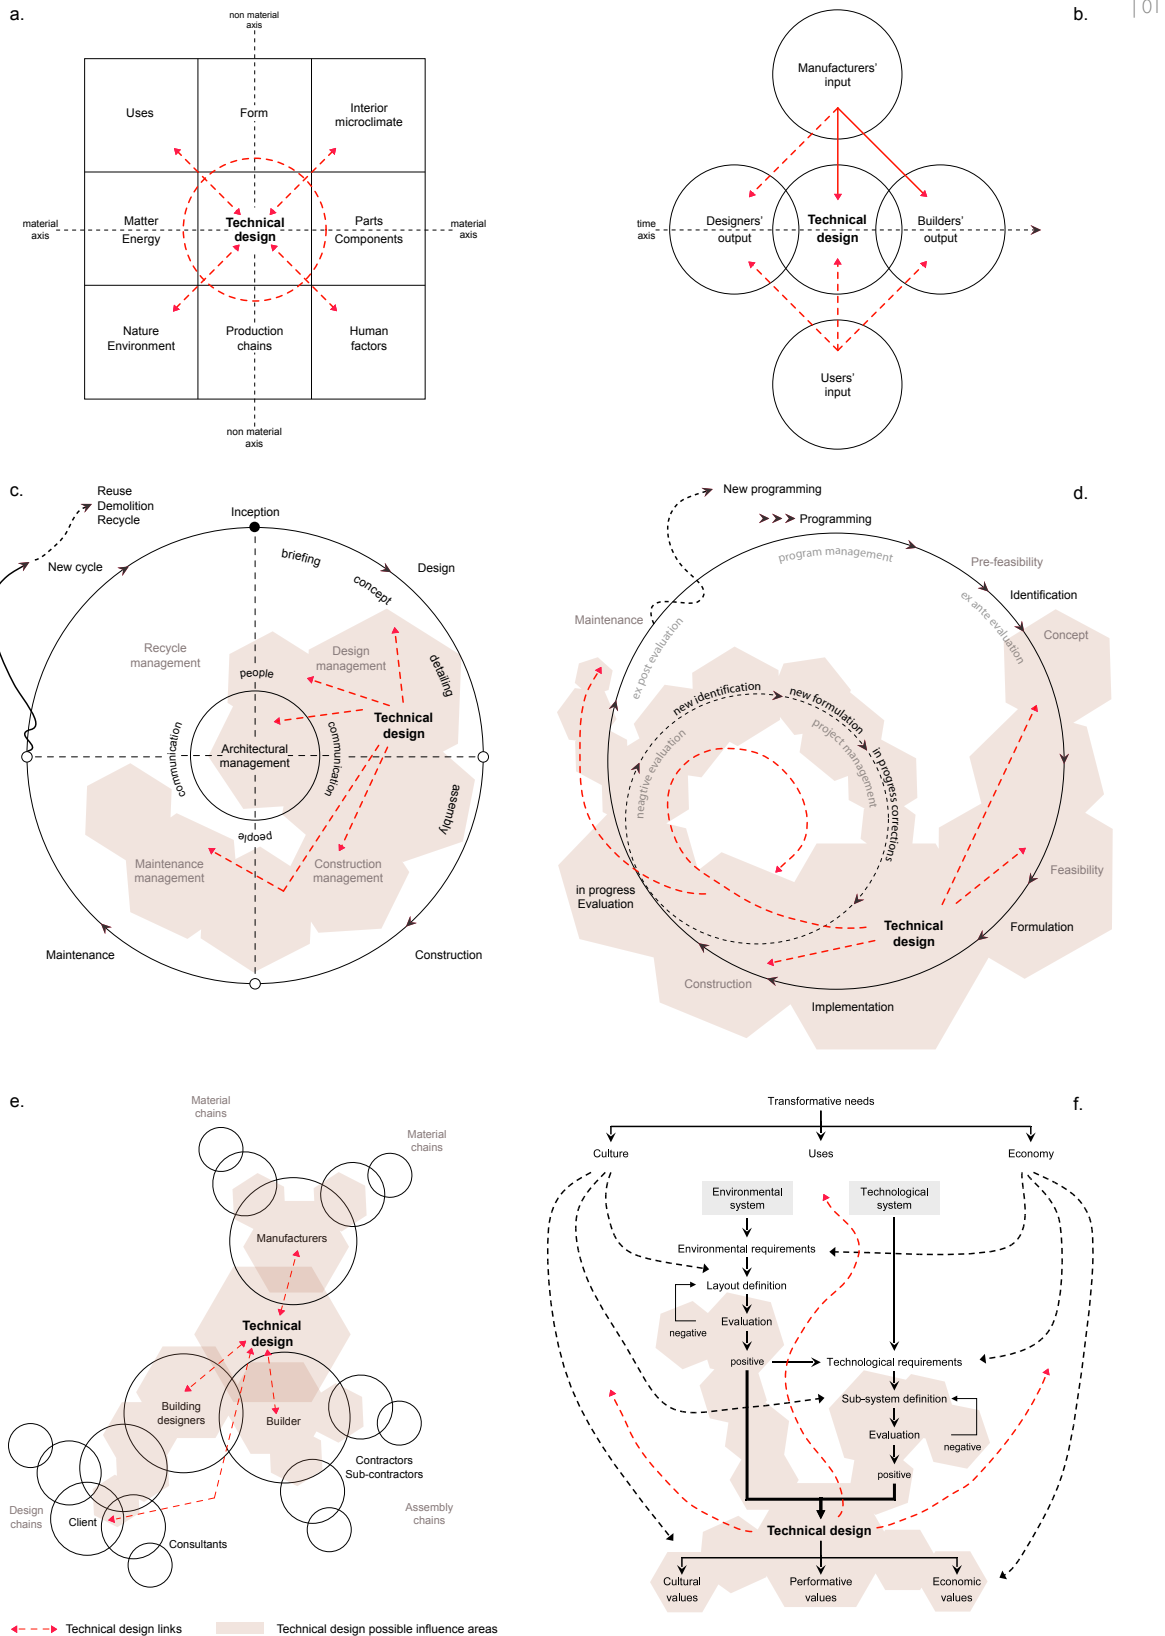 a.
non material
axis
Uses
Form
Interior
microclimate
material
axis
Matter
Energy
Technical
design
Parts
Components
material
axis
Nature
Environment
Production
chains
Human
factors
non material
axis
b.
Manufacturers'
input
time
axis
Designers'
output
Technical
design
Builders'
output
Users'
input
c.
Reuse
Demolition
Recycle
New cycle
Inception
briefing
concept
Design
Recycle
management
Design
management
detailing
people
Technical
design
communication
Architectural
management
communication
people
assembly
Maintenance
management
Construction
management
Maintenance
Construction
d.
New programming
Programming
program management
Pre-feasibility
Identification
ex ante evaluation
Concept
Maintenance
ex post evaluation
new identification
new formulation
project management
in progress corrections
neagtive evaluation
in progress
Evaluation
Feasibility
Technical
design
Formulation
Construction
Implementation
e.
Material
chains
Material
chains
Manufacturers
Technical
design
Building
designers
Builder
Contractors
Sub-contractors
Design
chains
Client
Assembly
chains
Consultants
f.
Transformative needs
Culture
Uses
Economy
Environmental
system
Technological
system
Environmental requirements
Layout definition
Evaluation
negative
positive
Technological requirements
Sub-system definition
Evaluation
negative
positive
Technical design
Cultural
values
Performative
values
Economic
values
Technical design links
Technical design possible influence areas